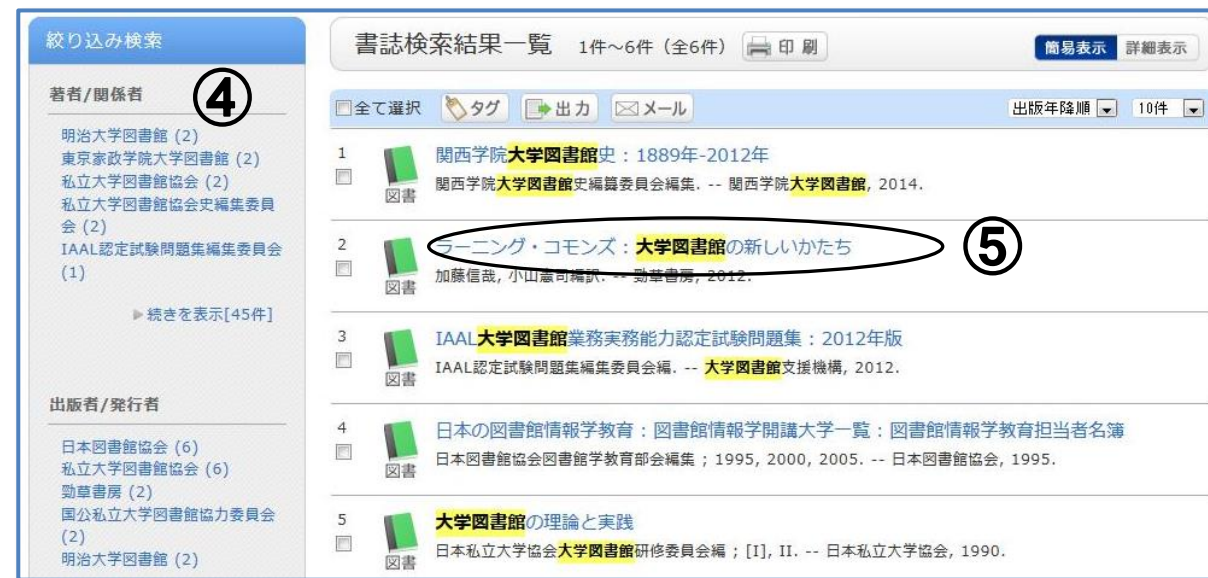 絞り込み検索
④
著者/関係者
明治大学図書館 (2)
東京家政学院大学図書館 (2)
私立大学図書館協会 (2)
私立大学図書館協会史編集委員
会 (2)
IAAL認定試験問題集編集委員会
(1)
▶続きを表示[45件]
出版者/発行者
日本図書館協会 (6)
私立大学図書館協会 (6)
勁草書房 (2)
国公私立大学図書館協力委員会
(2)
明治大学図書館 (2)
書誌検索結果一覧 1件～6件 (全6件) 印刷
簡易表示 詳細表示
全て選択 タグ 出力 メール 出版年降順 10件
1
図書
関西学院大学図書館史：1889年-2012年
関西学院大学図書館史編纂委員会編集. -- 関西学院大学図書館, 2014.
2
図書
ラーニング・コモンズ：大学図書館の新しいかたち
⑤
加藤信哉, 小山憲司編訳. -- 勁草書房, 2012.
3
図書
IAAL大学図書館業務実務能力認定試験問題集：2012年版
IAAL認定試験問題集編集委員会編. -- 大学図書館支援機構, 2012.
4
図書
日本の図書館情報学教育：図書館情報学開講大学一覧：図書館情報学教育担当者名簿
日本図書館協会図書館学教育部会編集 ; 1995, 2000, 2005. -- 日本図書館協会, 1995.
5
図書
大学図書館の理論と実践
日本私立大学協会大学図書館研修委員会編 ; [I], II. -- 日本私立大学協会, 1990.